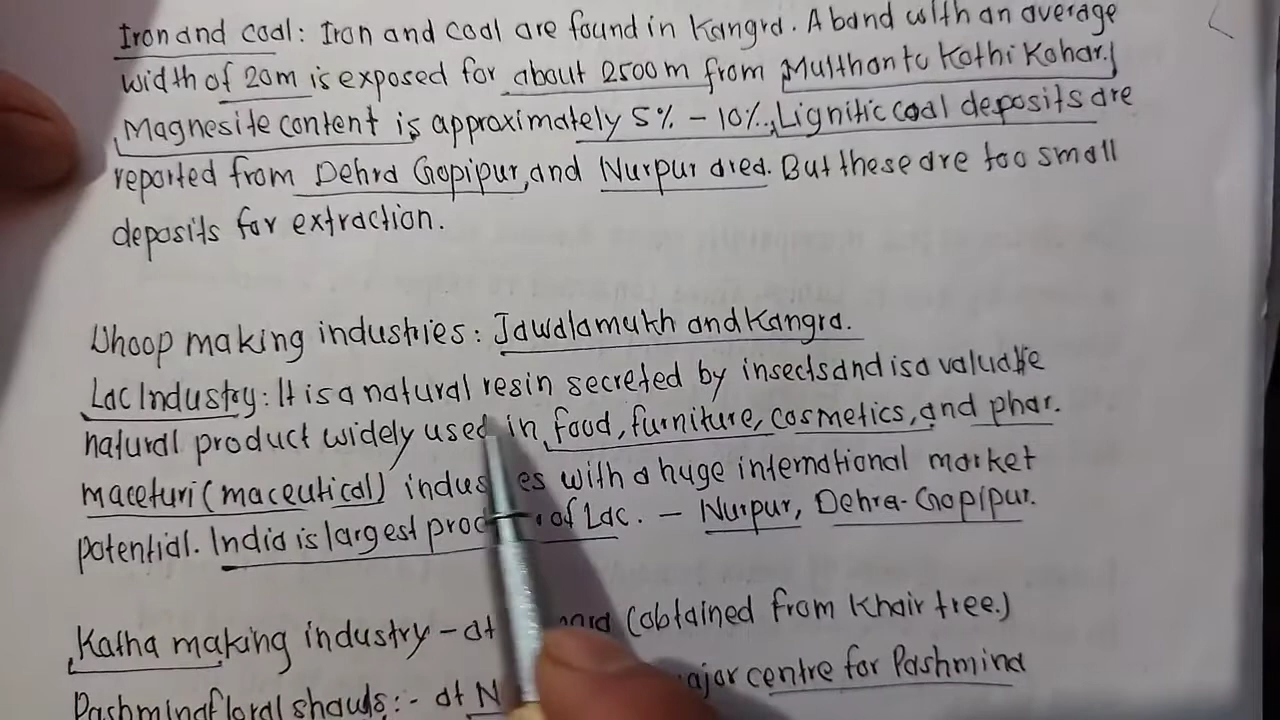 Iron and coal: Iron and coal are found in Kangra. A band with an average
width of 20m is exposed for about 2500m from Multhan to Kothi Kohar.
Magnesite content is approximately 5% - 10%, Lignitic coal deposits are
reported from Dehra Gopipur, and Nurpur area. But these are too small
deposits for extraction.
Whoop making industries: Jawalamukh and Kangra.
Lac Industry: It is a natural resin secreted by insects and is a valuable
natural product widely used in food, furniture, cosmetics, and phar.
maceturi (maceutical) indus es with a huge international market
potential. India is largest prod of Lac. - Nurpur, Dehra-Gopipur.
Katha making industry - at (obtained from Khair tree.)
Pashmina floral shawls:- at N ajor centre for Pashmina